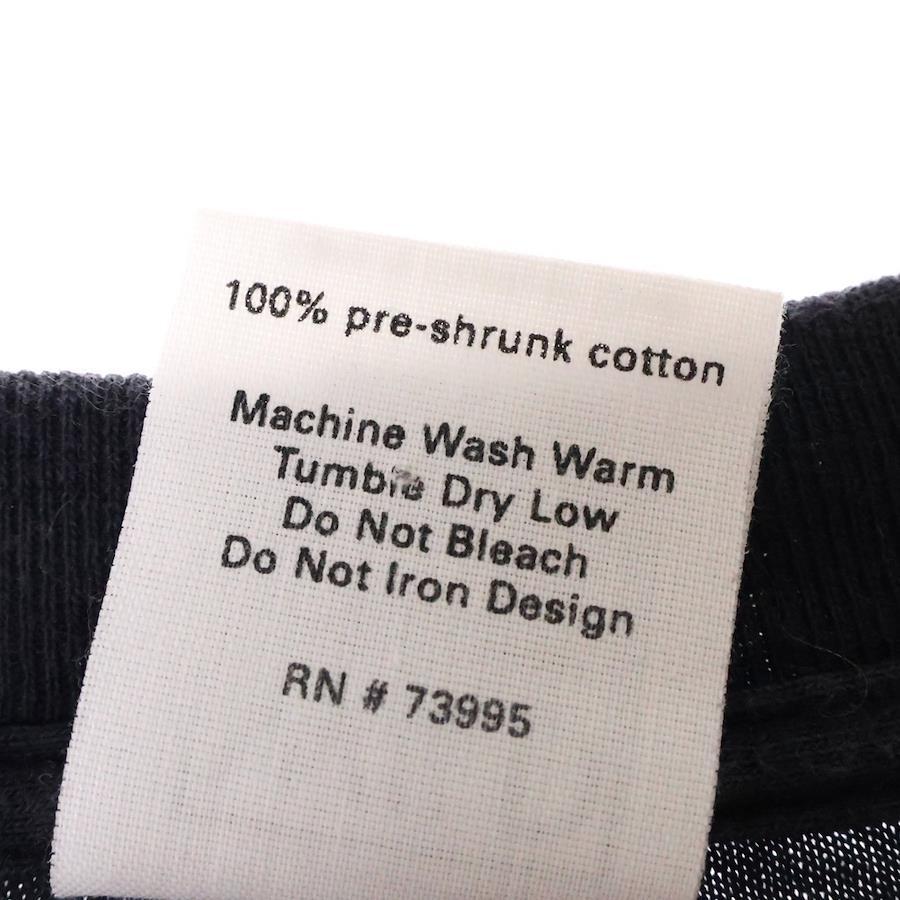 100% pre-shrunk cotton
Machine Wash Warm
Tumble Dry Low
Do Not Bleach
Do Not Iron Design
RN # 73995